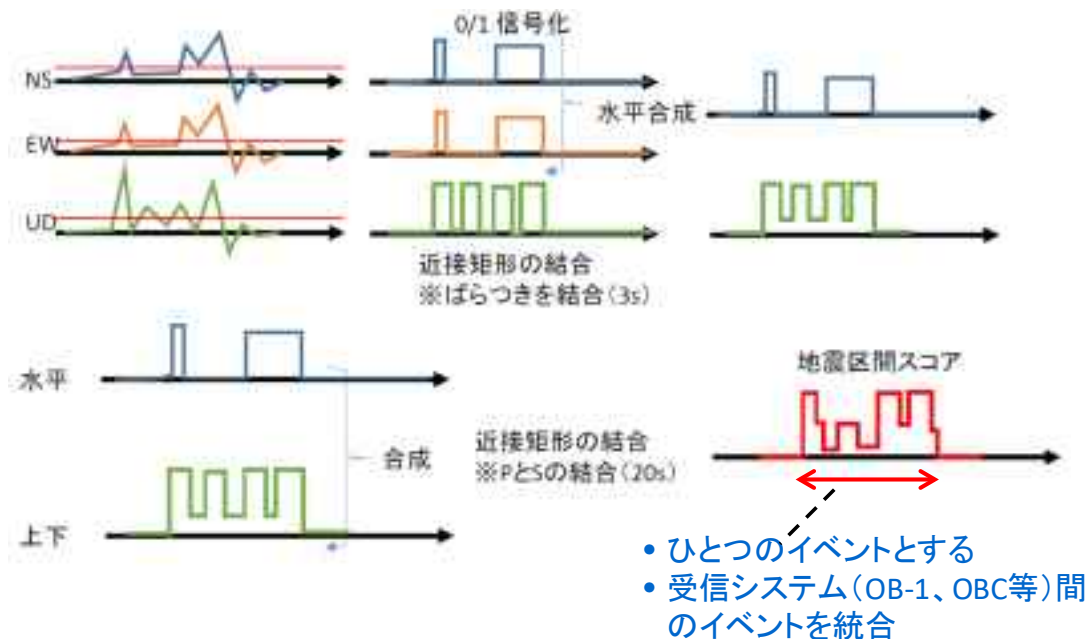 0/1 信号化
NS
水平合成
EW
UD
近接矩形の結合
※ばらつきを結合(3s)
水平
地震区間スコア
合成
近接矩形の結合
※PとSの結合(20s)
上下
• ひとつのイベントとする
• 受信システム(OB-1、OBC等)間
のイベントを統合